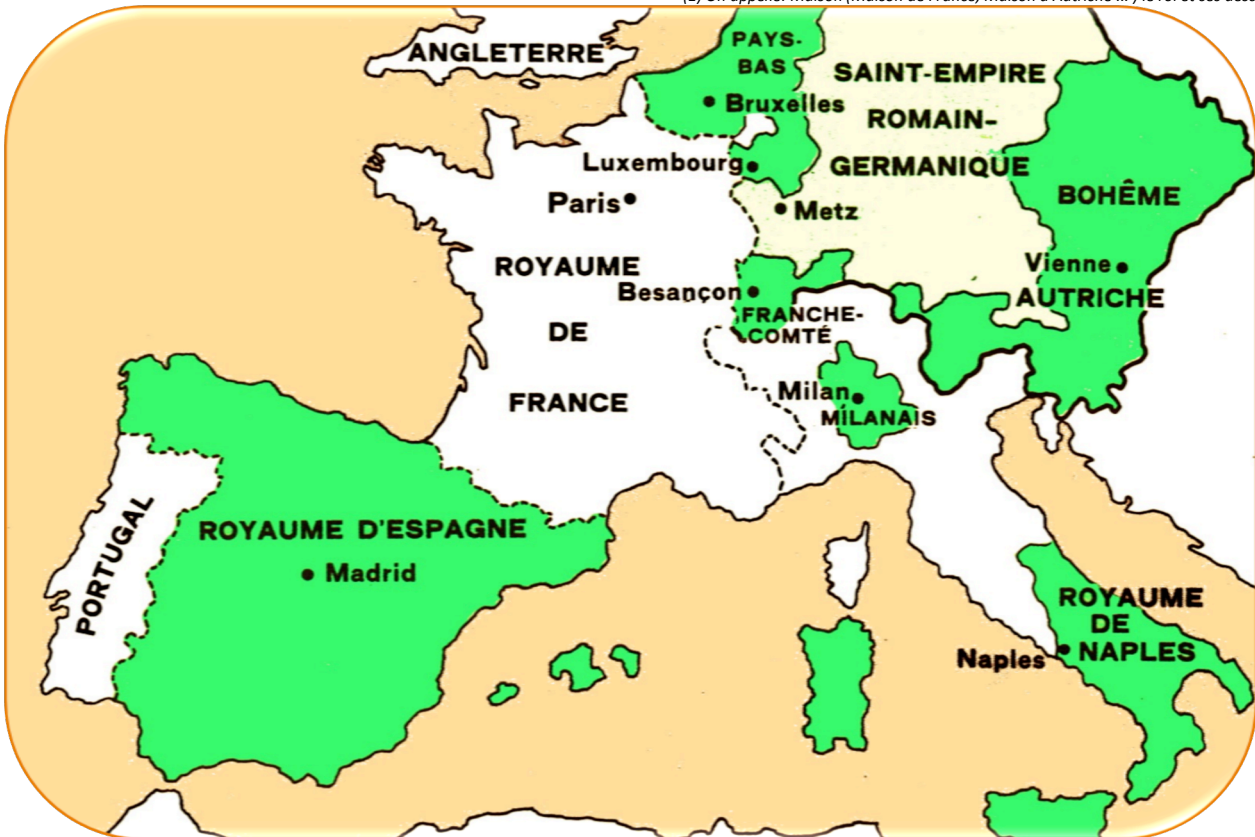 ANGLETERRE
PAYS-
BAS
Bruxelles
SAINT-EMPIRE
ROMAIN-
GERMANIQUE
Luxembourg
Paris
Metz
BOHÊME
ROYAUME
DE
FRANCE
Besançon
FRANCHE-
COMTÉ
Vienne
AUTRICHE
Milan
MILANAIS
PORTUGAL
ROYAUME D'ESPAGNE
Madrid
ROYAUME
DE
NAPLES
Naples